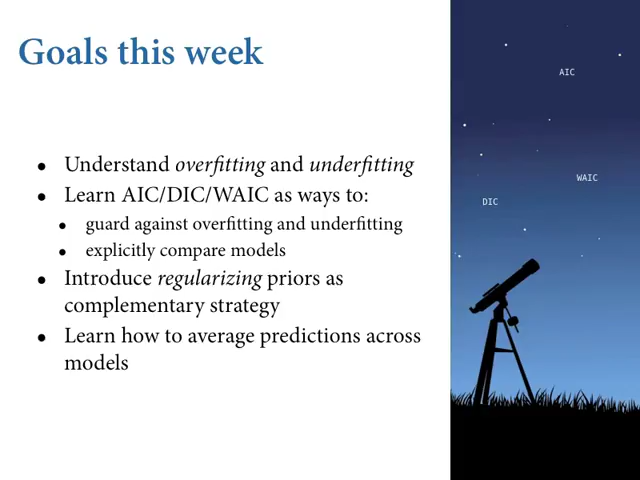 Goals this week
• Understand overfitting and underfitting
• Learn AIC/DIC/WAIC as ways to:
• guard against overfitting and underfitting
• explicitly compare models
• Introduce regularizing priors as
complementary strategy
• Learn how to average predictions across
models
AIC
WAIC
DIC